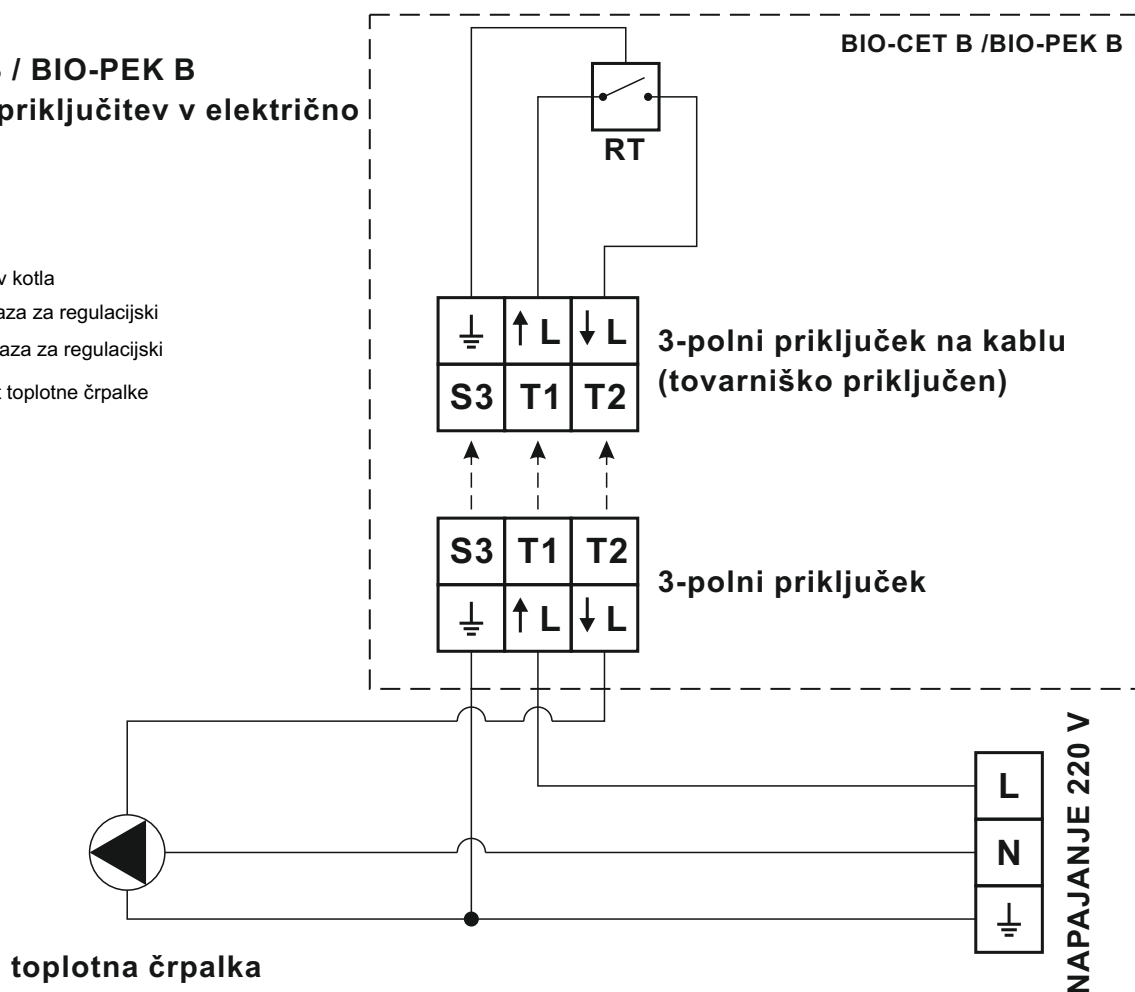 / BIO-PEK B
priključitev v električno
BIO-CET B /BIO-PEK B
RT
v kotla
aza za regulacijski
aza za regulacijski
toplotne črpalke
L L
S3 T1 T2
3-polni priključek na kablu
(tovarniško priključen)
S3 T1 T2
L L
3-polni priključek
L
N
NAPAJANJE 220 V
toplotna črpalka